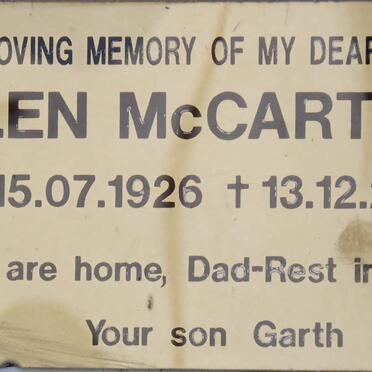 OVING MEMORY OF MY DEAR
LEN McCART
15.07.1926 † 13.12.
are home, Dad-Rest in
Your son Garth